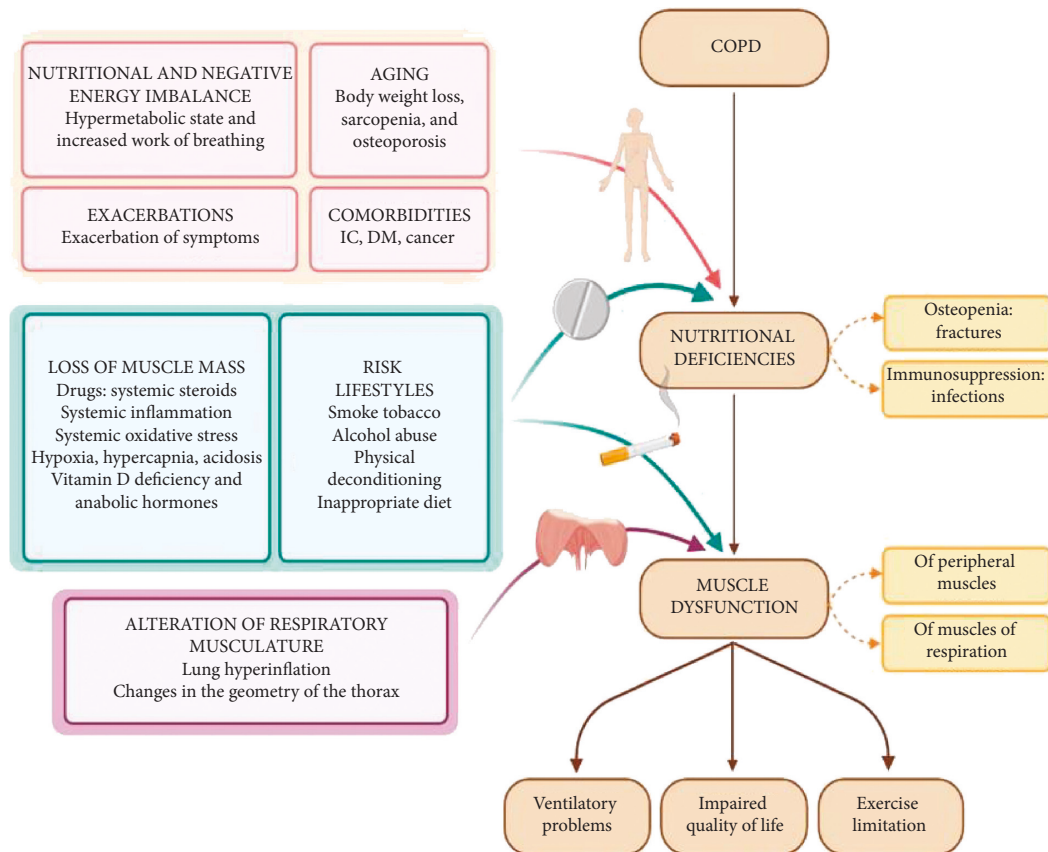 NUTRITIONAL AND NEGATIVE
ENERGY IMBALANCE
Hypermetabolic state and
increased work of breathing
AGING
Body weight loss,
sarcopenia, and
osteoporosis
EXACERBATIONS
Exacerbation of symptoms
COMORBIDITIES
IC, DM, cancer
LOSS OF MUSCLE MASS
Drugs: systemic steroids
Systemic inflammation
Systemic oxidative stress
Hypoxia, hypercapnia, acidosis
Vitamin D deficiency and
anabolic hormones
RISK
LIFESTYLES
Smoke tobacco
Alcohol abuse
Physical
deconditioning
Inappropriate diet
ALTERATION OF RESPIRATORY
MUSCULATURE
Lung hyperinflation
Changes in the geometry of the thorax
COPD
NUTRITIONAL
DEFICIENCIES
Osteopenia:
fractures
Immunosuppression:
infections
MUSCLE
DYSFUNCTION
Of peripheral
muscles
Of muscles of
respiration
Ventilatory
problems
Impaired
quality of life
Exercise
limitation